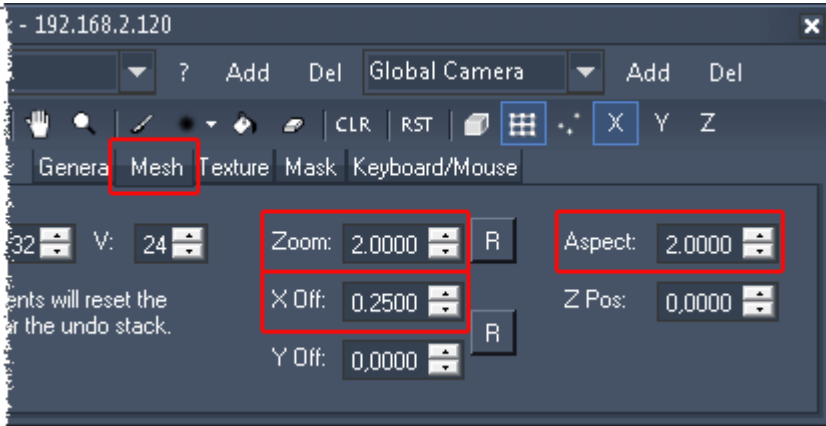 - 192.168.2.120
? Add Del Global Camera Add Del
CLR RST X Y Z
Genera Mesh Texture Mask Keyboard/Mouse
32 V: 24 Zoom: 2.0000 R Aspect: 2.0000
ents will reset the X Off: 0.2500 Z Pos: 0,0000
r the undo stack. R
Y Off: 0,0000